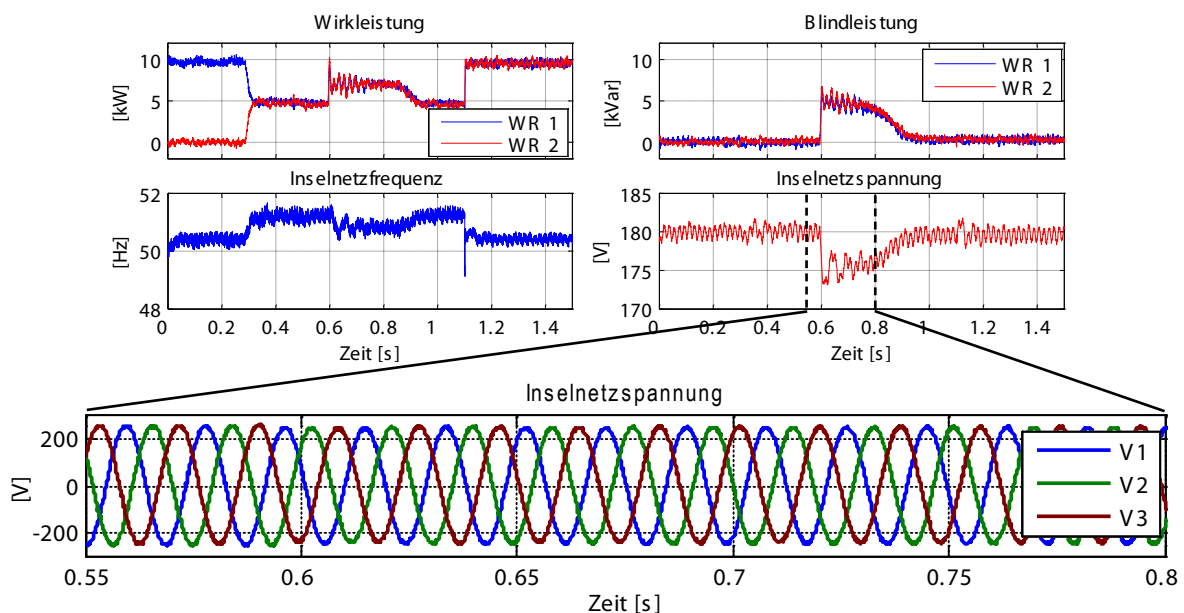 Wirkleistung
10
5
0
[kW]
WR 1
WR 2
Blindleistung
10
5
0
[kVar]
WR 1
WR 2
Inselnetzfrequenz
52
50
48
[Hz]
0 0.2 0.4 0.6 0.8 1 1.2 1.4
Zeit [s]
Inselnetzspannung
185
180
175
170
[V]
0 0.2 0.4 0.6 0.8 1 1.2 1.4
Zeit [s]
Inselnetzspannung
200
0
-200
[V]
V1
V2
V3
0.55 0.6 0.65 0.7 0.75 0.8
Zeit [s]